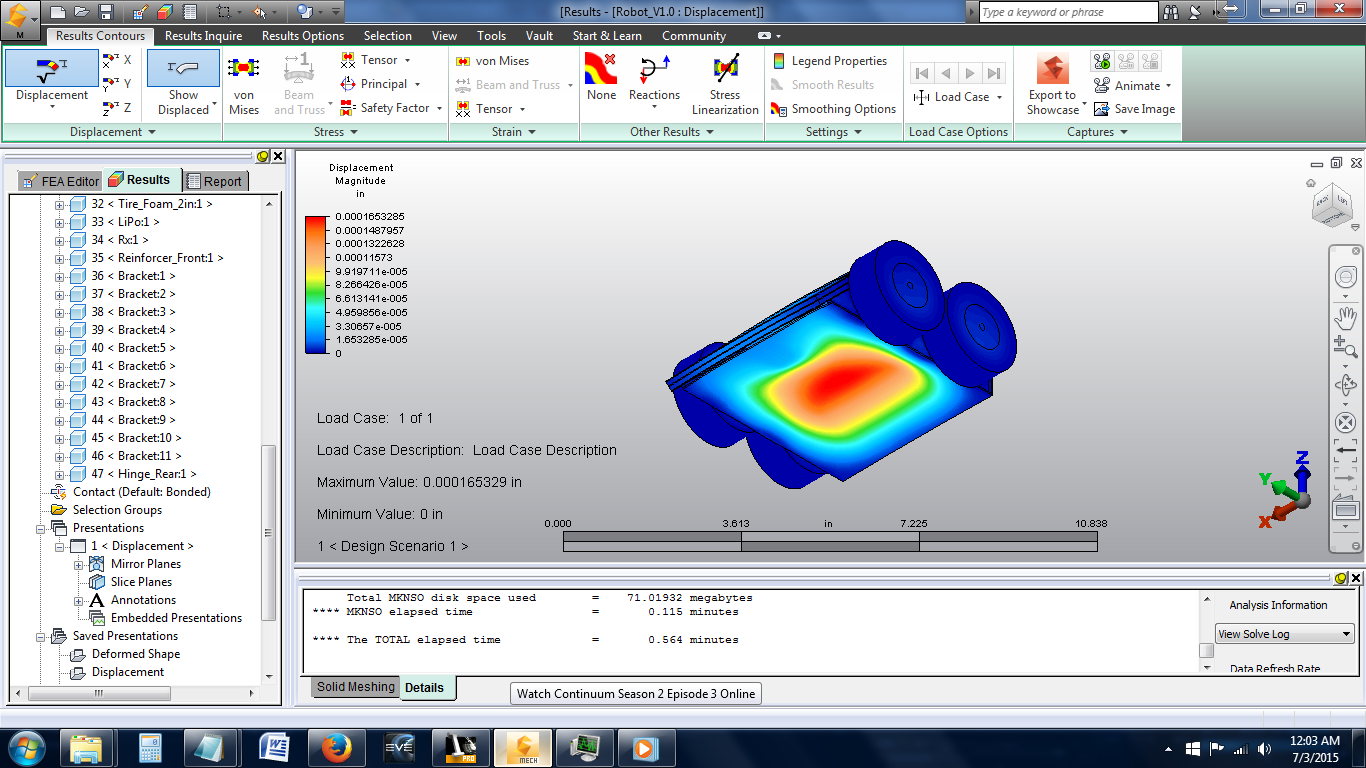 [Results - [Robot_V1.0 : Displacement]]
Type a keyword or phrase
M
Results Contours Results Inquire Results Options Selection View Tools Vault Start & Learn Community
Displacement
X
Y
Z
Show Displaced
Displacement
von Mises
Beam and Truss
Tensor
Principal
Safety Factor
Stress
von Mises
Beam and Truss
Tensor
Strain
None
Reactions
Stress Linearization
Other Results
Legend Properties
Smooth Results
Smoothing Options
Settings
Load Case
Load Case Options
Export to Showcase
Animate
Save Image
Captures
FEA Editor Results Report
32 < Tire_Foam_2in:1 >
33 < LiPo:1 >
34 < Rx:1 >
35 < Reinforcer_Front:1 >
36 < Bracket:1 >
37 < Bracket:2 >
38 < Bracket:3 >
39 < Bracket:4 >
40 < Bracket:5 >
41 < Bracket:6 >
42 < Bracket:7 >
43 < Bracket:8 >
44 < Bracket:9 >
45 < Bracket:10 >
46 < Bracket:11 >
47 < Hinge_Rear:1 >
Contact (Default: Bonded)
Selection Groups
Presentations
1 < Displacement >
Mirror Planes
Slice Planes
Annotations
Embedded Presentations
Saved Presentations
Deformed Shape
Displacement
Displacement
Magnitude
in
0.0001653285
0.0001487957
0.0001322628
0.00011573
9.919711e-005
8.266426e-005
6.613141e-005
4.959856e-005
3.30657e-005
1.653285e-005
0
Load Case: 1 of 1
Load Case Description: Load Case Description
Maximum Value: 0.000165329 in
Minimum Value: 0 in
1 < Design Scenario 1 >
0.000 3.613 in 7.225 10.838
Z
Y
X
Total MKNSO disk space used = 71.01932 megabytes
**** MKNSO elapsed time = 0.115 minutes
**** The TOTAL elapsed time = 0.564 minutes
Analysis Information
View Solve Log
Data Refresh Rate
Solid Meshing Details
Watch Continuum Season 2 Episode 3 Online
EVE
PRO
MECH
12:03 AM
7/3/2015